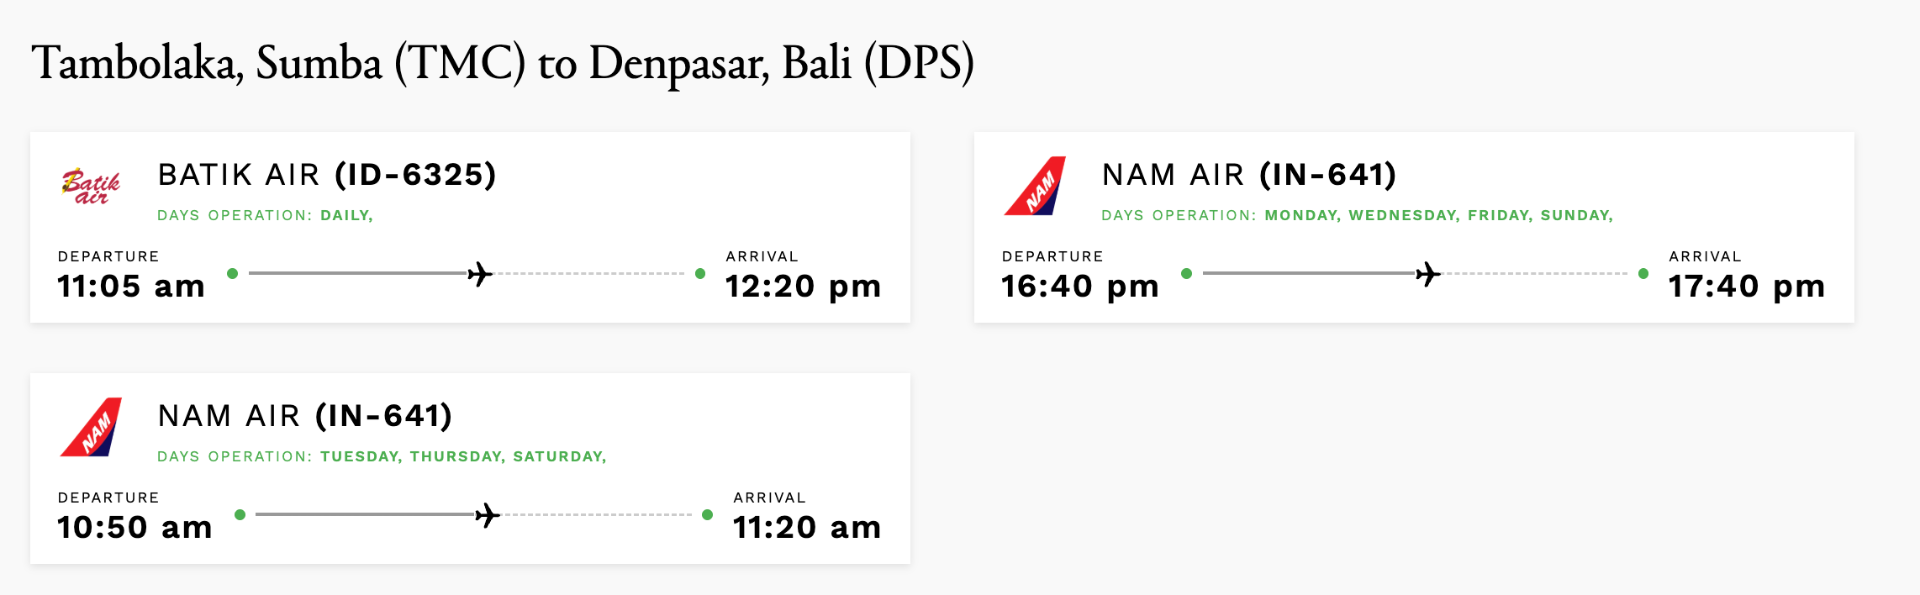 Tambolaka, Sumba (TMC) to Denpasar, Bali (DPS)
Batik air
BATIK AIR (ID-6325)
DAYS OPERATION: DAILY,
DEPARTURE
11:05 am
ARRIVAL
12:20 pm
NAM
NAM AIR (IN-641)
DAYS OPERATION: MONDAY, WEDNESDAY, FRIDAY, SUNDAY,
DEPARTURE
16:40 pm
ARRIVAL
17:40 pm
NAM
NAM AIR (IN-641)
DAYS OPERATION: TUESDAY, THURSDAY, SATURDAY,
DEPARTURE
10:50 am
ARRIVAL
11:20 am